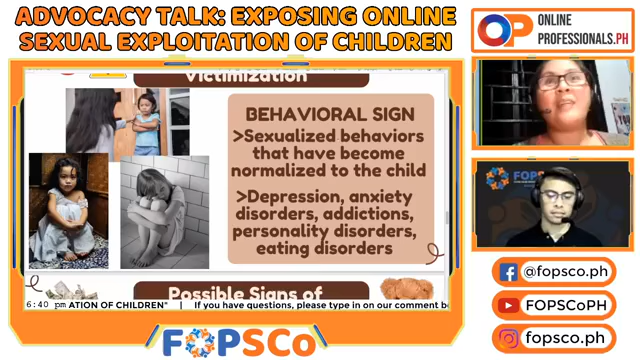 ADVOCACY TALK: EXPOSING ONLINE
SEXUAL EXPLOITATION OF CHILDREN
OP
ONLINE
PROFESSIONALS.PH
Victimization
BEHAVIORAL SIGN
>Sexualized behaviors
that have become
normalized to the child
>Depression, anxiety
disorders, addictions,
personality disorders,
eating disorders
Possible Signs of
6:40 pm ATION OF CHILDREN" | If you have questions, please type in on our comment b
FOPSCo
FOPS
@fopsco.ph
FOPSCoPH
fopsco.ph